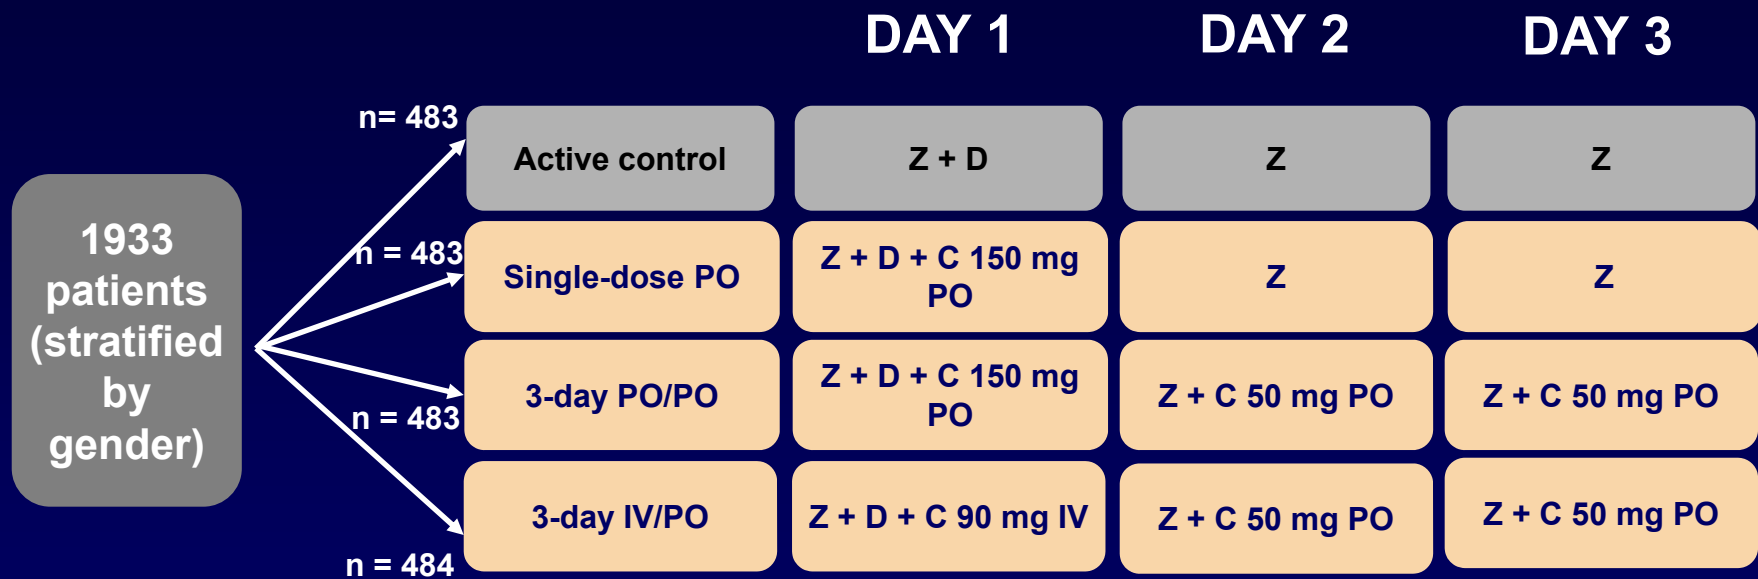 DAY 1
DAY 2
DAY 3
n= 483
Active control
Z + D
Z
Z
1933
patients
(stratified
by
gender)
n = 483
Single-dose PO
Z + D + C 150 mg
PO
Z
Z
n = 483
3-day PO/PO
Z + D + C 150 mg
PO
Z + C 50 mg PO
Z + C 50 mg PO
n = 484
3-day IV/PO
Z + D + C 90 mg IV
Z + C 50 mg PO
Z + C 50 mg PO